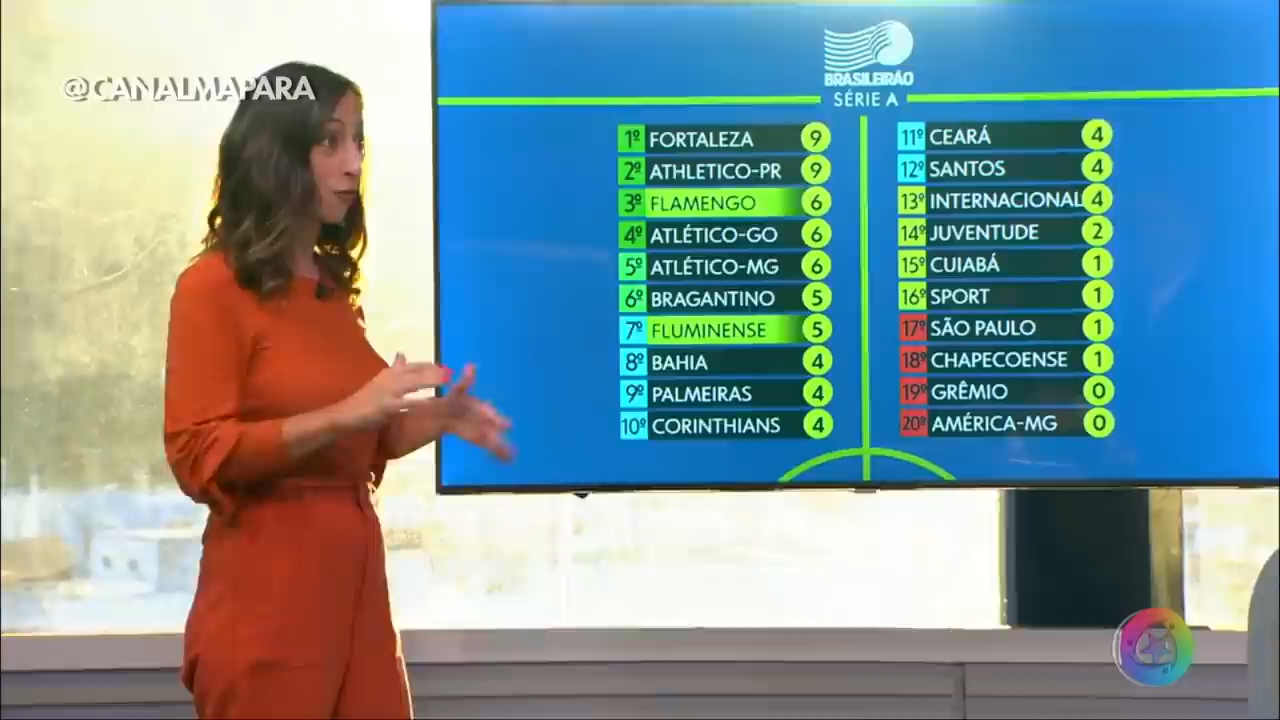 @CANALMAPARA
BRASILEIRÃO
SÉRIE A
1º FORTALEZA 9
2º ATHLETICO-PR 9
3º FLAMENGO 6
4º ATLÉTICO-GO 6
5º ATLÉTICO-MG 6
6º BRAGANTINO 5
7º FLUMINENSE 5
8º BAHIA 4
9º PALMEIRAS 4
10º CORINTHIANS 4
11º CEARÁ 4
12º SANTOS 4
13º INTERNACIONAL 4
14º JUVENTUDE 2
15º CUIABÁ 1
16º SPORT 1
17º SÃO PAULO 1
18º CHAPECOENSE 1
19º GRÊMIO 0
20º AMÉRICA-MG 0